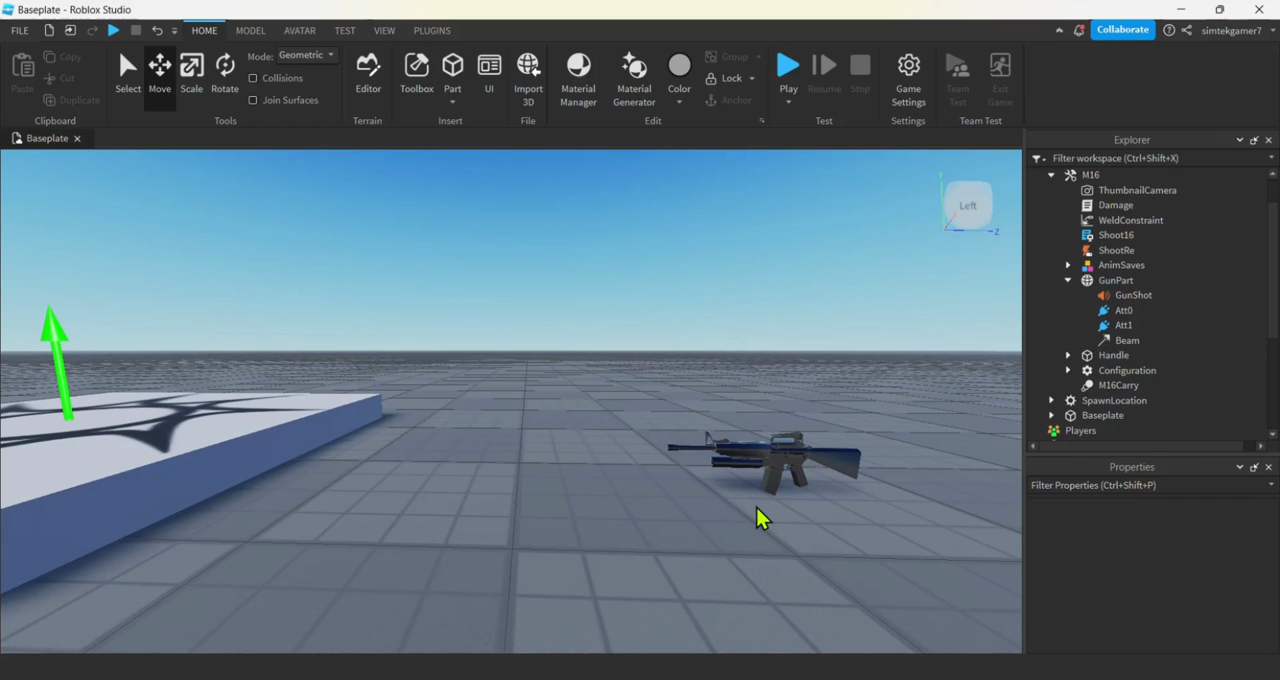 Baseplate - Roblox Studio
FILE HOME MODEL AVATAR TEST VIEW PLUGINS Collaborate simtekgamer7
Paste Copy Cut Duplicate Clipboard
Select Move Scale Rotate Mode: Geometric Collisions Join Surfaces Tools
Editor Terrain
Toolbox Part UI Insert
Import 3D File
Material Manager Material Generator Color Group Lock Anchor Edit
Play Resume Stop Test
Game Settings Settings
Team Test Exit Game Team Test
Baseplate
Left
Y
Z
Explorer
Filter workspace (Ctrl+Shift+X)
M16
ThumbnailCamera
Damage
WeldConstraint
Shoot16
ShootRe
AnimSaves
GunPart
GunShot
Att0
Att1
Beam
Handle
Configuration
M16Carry
SpawnLocation
Baseplate
Players
Properties
Filter Properties (Ctrl+Shift+P)